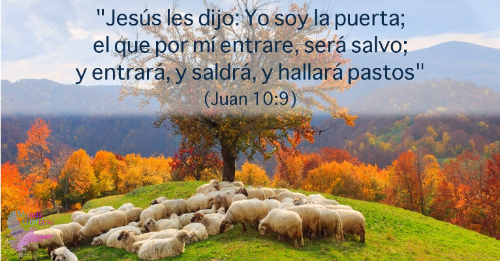 "Jesús les dijo: Yo soy la puerta;
el que por mi entrare, será salvo;
y entrará, y saldrá, y hallará pastos"
(Juan 10:9)